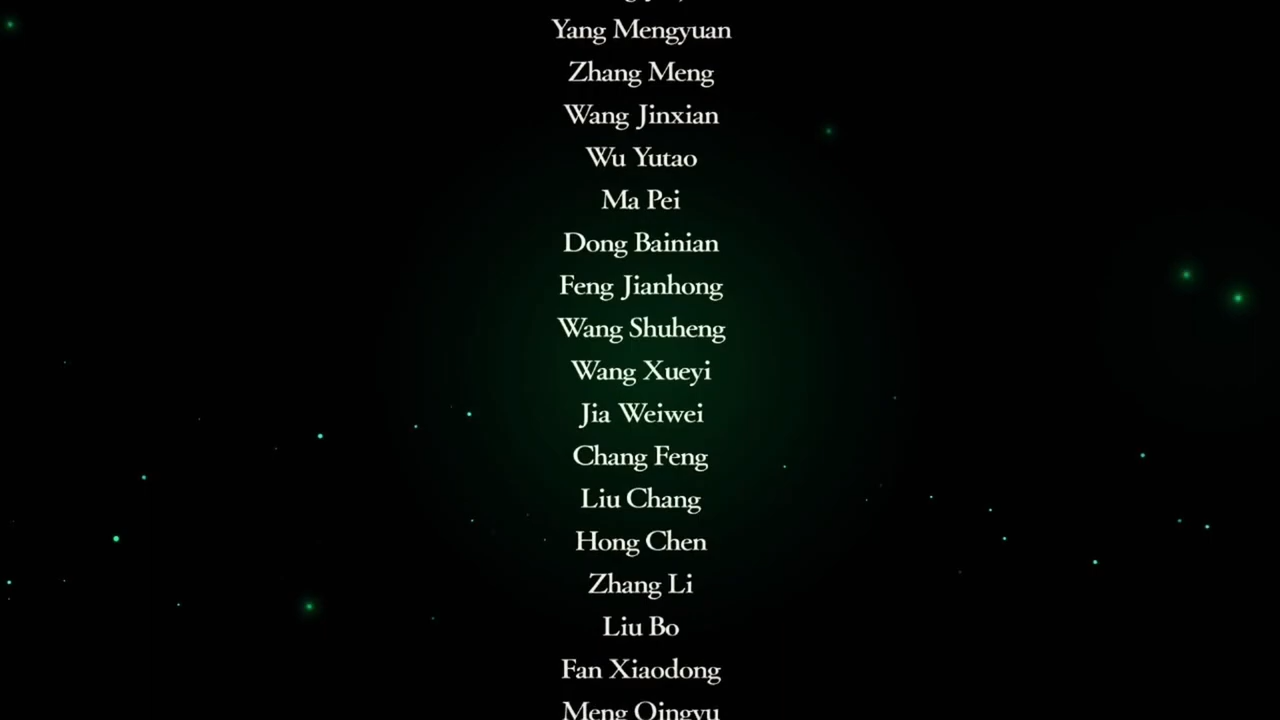 Yang Mengyuan
Zhang Meng
Wang Jinxian
Wu Yutao
Ma Pei
Dong Bainian
Feng Jianhong
Wang Shuheng
Wang Xueyi
Jia Weiwei
Chang Feng
Liu Chang
Hong Chen
Zhang Li
Liu Bo
Fan Xiaodong
Meng Qingyu